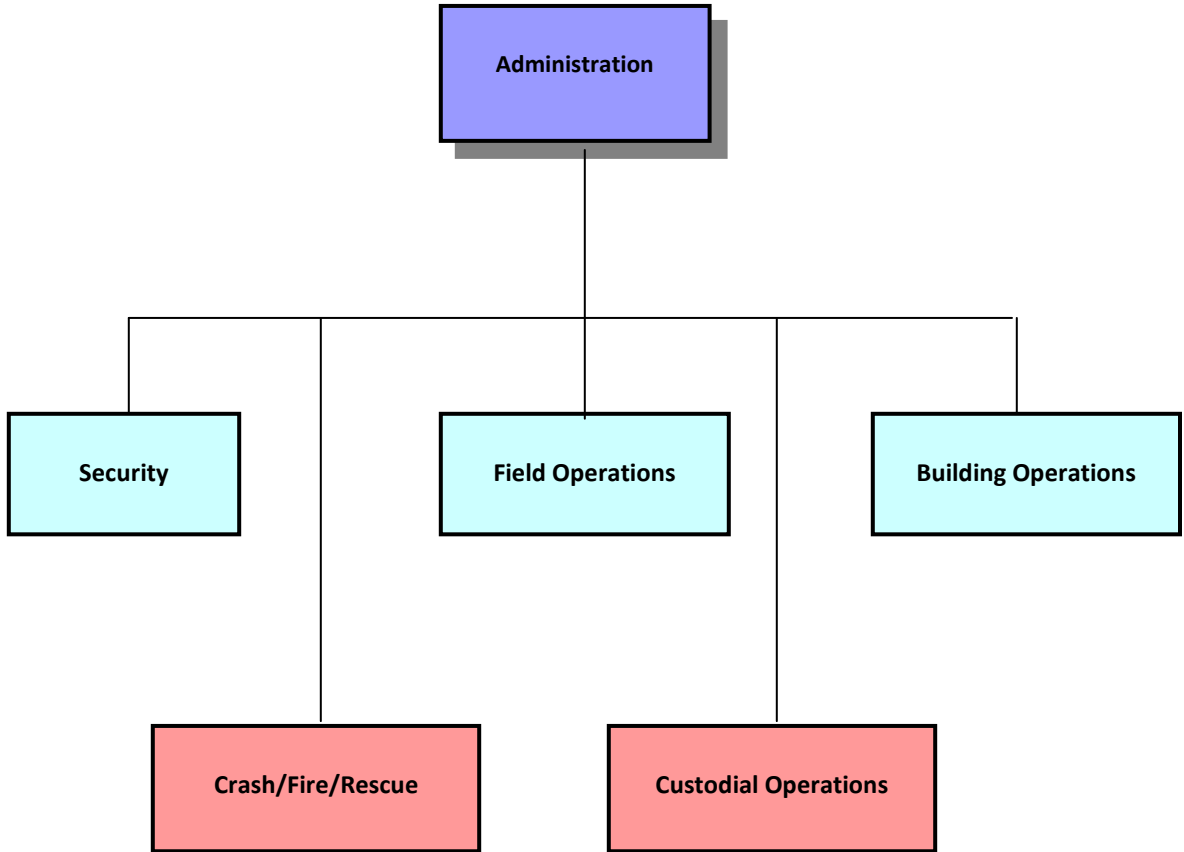 Administration
Security
Field Operations
Building Operations
Crash/Fire/Rescue
Custodial Operations